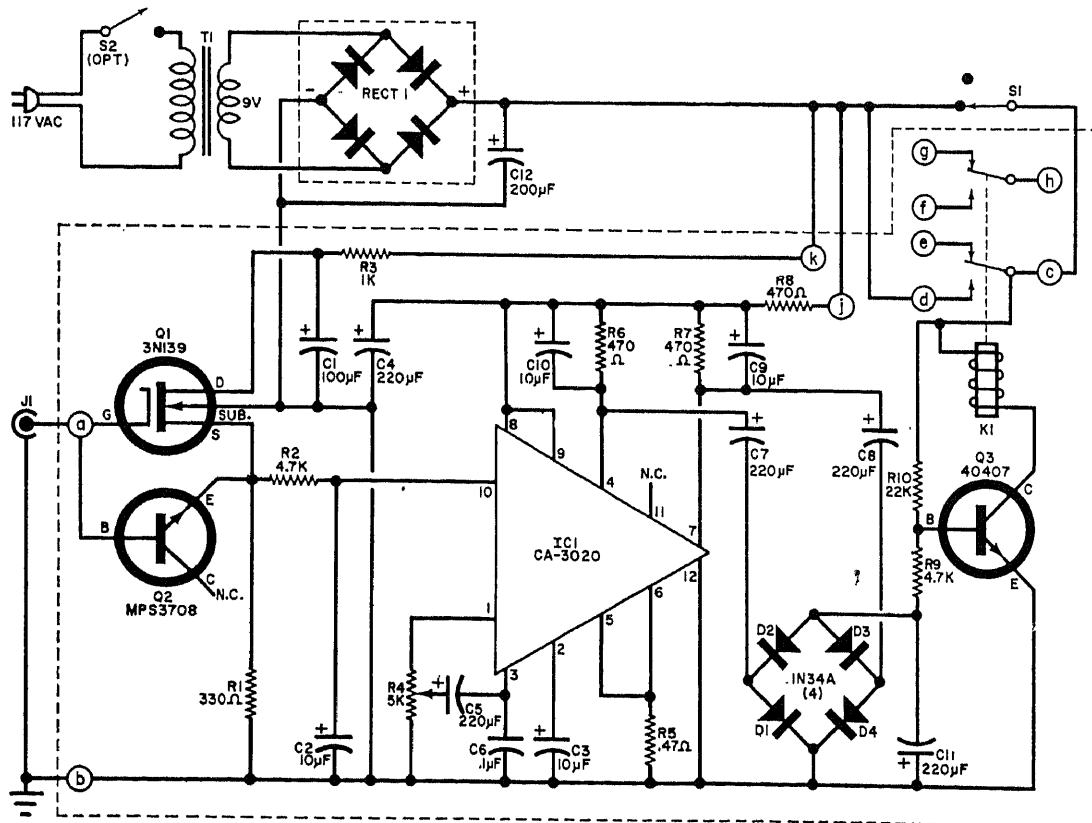 S2
(OPT)
T1
9V
117 VAC
-
RECT 1
+
+
C12
200µF
S1
g
h
f
e
c
d
k
R3
1K
R8
470Ω
j
Q1
3N139
J1
a
G
D
SUB.
S
+
C1
100µF
+
C4
220µF
+
C10
10µF
R6
470
Ω
R7
470
Ω
+
C9
10µF
K1
R2
4.7K
8
9
10
4
N.C.
11
7
12
+
C7
220µF
+
C8
220µF
R10
22K
Q3
40407
C
B
E
B
E
C
N.C.
Q2
MPS3708
IC1
CA-3020
1
6
5
2
3
R9
4.7K
R1
330Ω
R4
5K
+
C5
220µF
D2
D3
1N34A
(4)
D1
D4
+
C2
10µF
C6
.1µF
+
C3
10µF
R5
.47Ω
+
C11
220µF
b